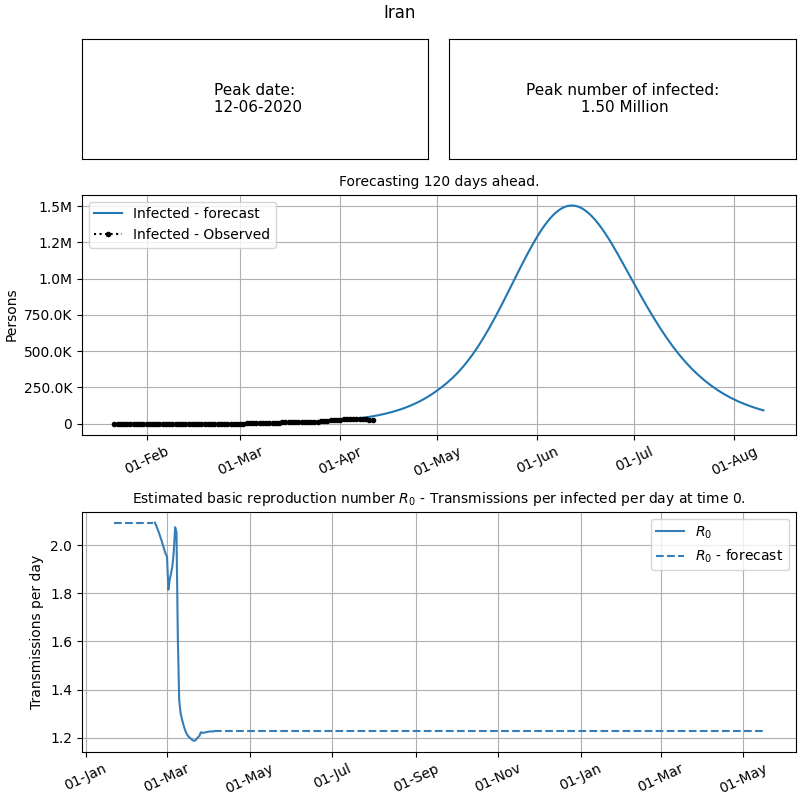 Iran
Peak date:
12-06-2020
Peak number of infected:
1.50 Million
Forecasting 120 days ahead.
1.5M
1.2M
1.0M
750.0K
500.0K
250.0K
0
Persons
Infected - forecast
Infected - Observed
01-Feb
01-Mar
01-Apr
01-May
01-Jun
01-Jul
01-Aug
Estimated basic reproduction number R₀ - Transmissions per infected per day at time 0.
2.0
1.8
1.6
1.4
1.2
Transmissions per day
R₀
R₀ - forecast
01-Jan
01-Mar
01-May
01-Jul
01-Sep
01-Nov
01-Jan
01-Mar
01-May